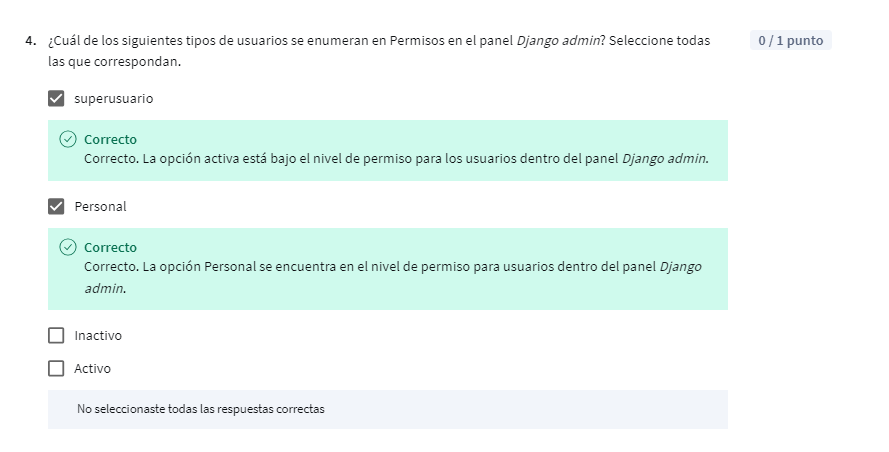 4. ¿Cuál de los siguientes tipos de usuarios se enumeran en Permisos en el panel Django admin? Seleccione todas
las que correspondan.
0 / 1 punto
superusuario
Correcto
Correcto. La opción activa está bajo el nivel de permiso para los usuarios dentro del panel Django admin.
Personal
Correcto
Correcto. La opción Personal se encuentra en el nivel de permiso para usuarios dentro del panel Django
admin.
Inactivo
Activo
No seleccionaste todas las respuestas correctas